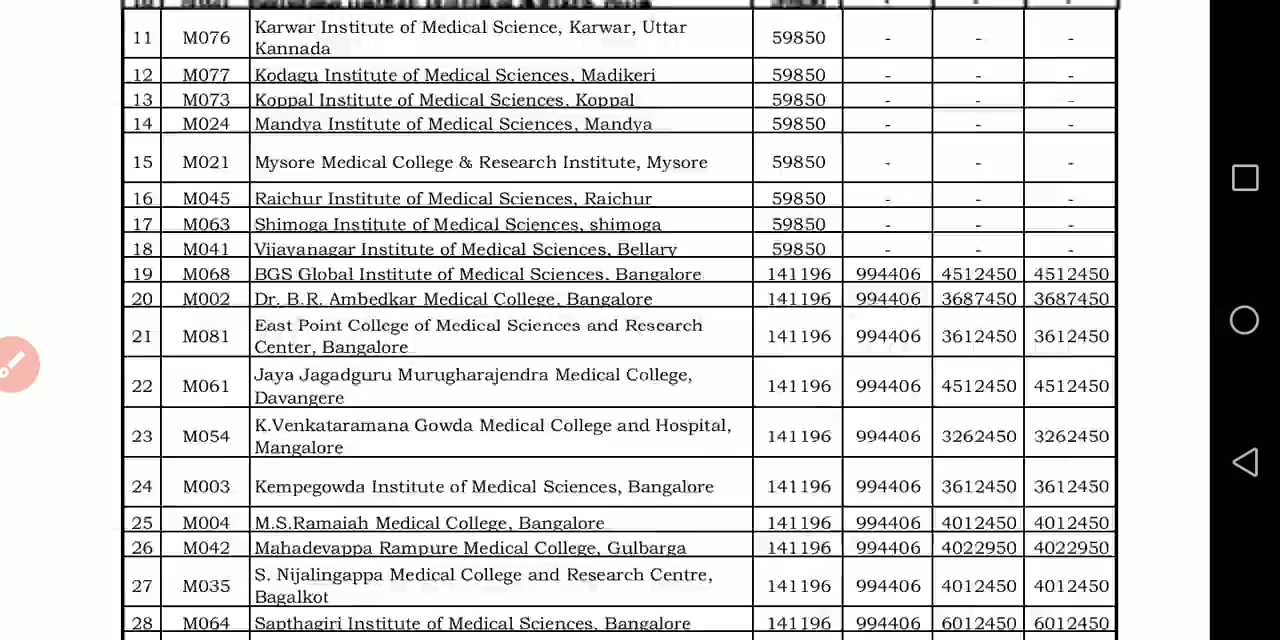 11 M076 Karwar Institute of Medical Science, Karwar, Uttar Kannada 59850 - - -
12 M077 Kodagu Institute of Medical Sciences, Madikeri 59850 - - -
13 M073 Koppal Institute of Medical Sciences, Koppal 59850 - - -
14 M024 Mandya Institute of Medical Sciences, Mandya 59850 - - -
15 M021 Mysore Medical College & Research Institute, Mysore 59850 - - -
16 M045 Raichur Institute of Medical Sciences, Raichur 59850 - - -
17 M063 Shimoga Institute of Medical Sciences, shimoga 59850 - - -
18 M041 Vijayanagar Institute of Medical Sciences, Bellary 59850 - - -
19 M068 BGS Global Institute of Medical Sciences, Bangalore 141196 994406 4512450 4512450
20 M002 Dr. B.R. Ambedkar Medical College, Bangalore 141196 994406 3687450 3687450
21 M081 East Point College of Medical Sciences and Research Center, Bangalore 141196 994406 3612450 3612450
22 M061 Jaya Jagadguru Murugharajendra Medical College, Davangere 141196 994406 4512450 4512450
23 M054 K.Venkataramana Gowda Medical College and Hospital, Mangalore 141196 994406 3262450 3262450
24 M003 Kempegowda Institute of Medical Sciences, Bangalore 141196 994406 3612450 3612450
25 M004 M.S.Ramaiah Medical College, Bangalore 141196 994406 4012450 4012450
26 M042 Mahadevappa Rampure Medical College, Gulbarga 141196 994406 4022950 4022950
27 M035 S. Nijalingappa Medical College and Research Centre, Bagalkot 141196 994406 4012450 4012450
28 M064 Sapthagiri Institute of Medical Sciences, Bangalore 141196 994406 6012450 6012450